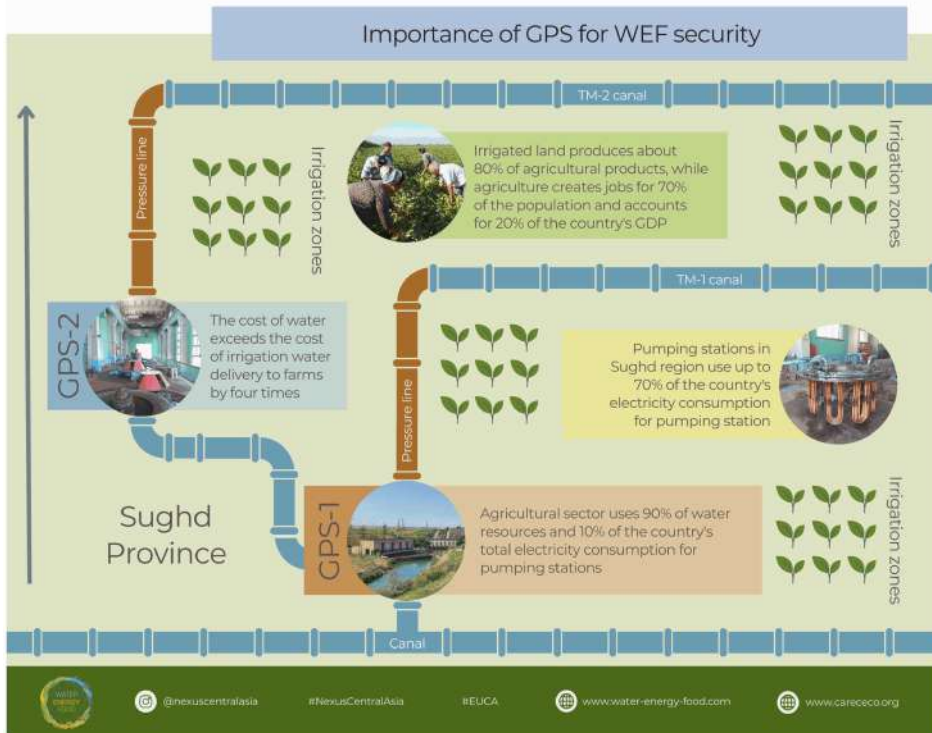 Importance of GPS for WEF security
TM-2 canal
Pressure line
Irrigation zones
Irrigated land produces about
80% of agricultural products, while
agriculture creates jobs for 70%
of the population and accounts
for 20% of the country's GDP
Irrigation zones
TM-1 canal
GPS-2
The cost of water
exceeds the cost
of irrigation water
delivery to farms
by four times
Pressure line
Pumping stations in
Sughd region use up to
70% of the country's
electricity consumption
for pumping station
Sughd
Province
GPS-1
Agricultural sector uses 90% of water
resources and 10% of the country's
total electricity consumption for
pumping stations
Irrigation zones
Canal
WATER
ENERGY
FOOD
@nexuscentralasia
#NexusCentralAsia
#EUCA
www.water-energy-food.com
www.carececo.org